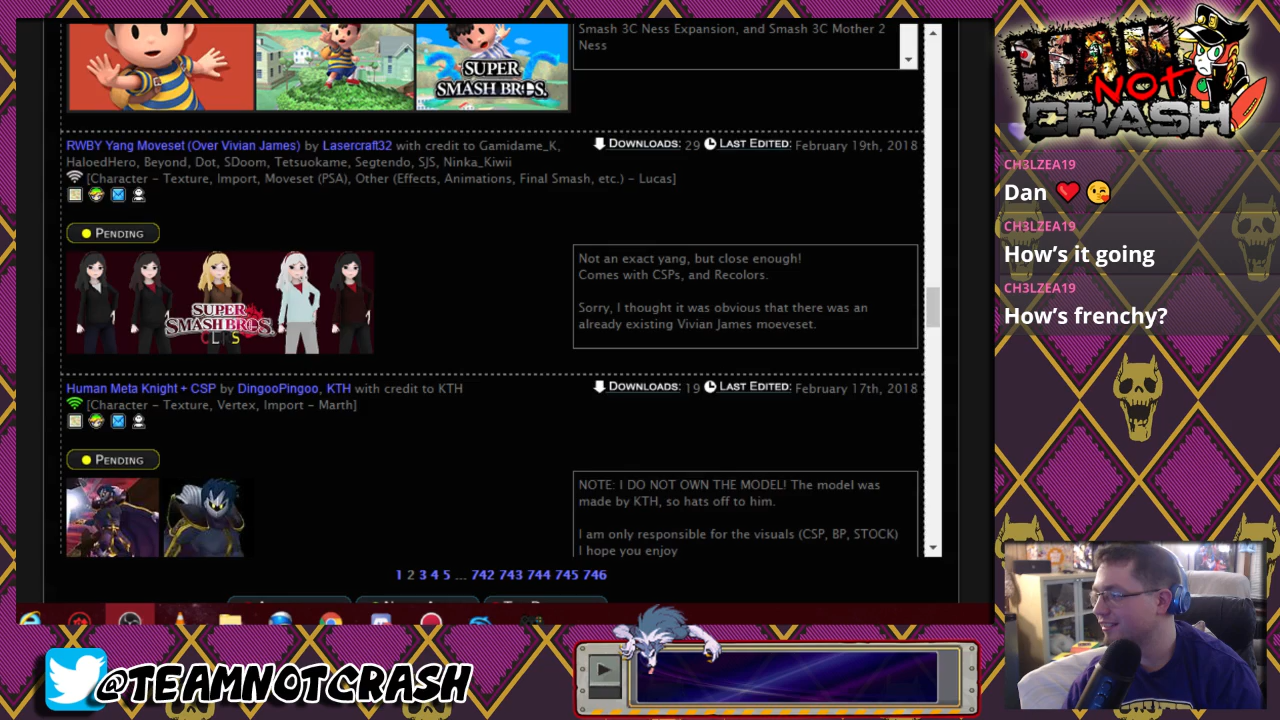 Smash 3C Ness Expansion, and Smash 3C Mother 2
Ness
SUPER
SMASH BROS.
RWBY Yang Moveset (Over Vivian James) by Lasercraft32 with credit to Gamidame_K,
HaloedHero, Beyond, Dot, SDoom, Tetsuokame, Segtendo, SJS, Ninka_Kiwii
[Character - Texture, Import, Moveset (PSA), Other (Effects, Animations, Final Smash, etc.) - Lucas]
DOWNLOADS: 29 LAST EDITED: February 19th, 2018
PENDING
SUPER
SMASH BROS.
Not an exact yang, but close enough!
Comes with CSPs, and Recolors.
Sorry, I thought it was obvious that there was an
already existing Vivian James moeveset.
Human Meta Knight + CSP by DingooPingoo, KTH with credit to KTH
[Character - Texture, Vertex, Import - Marth]
DOWNLOADS: 19 LAST EDITED: February 17th, 2018
PENDING
NOTE: I DO NOT OWN THE MODEL! The model was
made by KTH, so hats off to him.
I am only responsible for the visuals (CSP, BP, STOCK)
I hope you enjoy
1 2 3 4 5 ... 742 743 744 745 746
TEAM
NOT
CRASH
CH3LZEA19
Dan ❤️ 😘
CH3LZEA19
How's it going
CH3LZEA19
How's frenchy?
@TEAMNOTCRASH